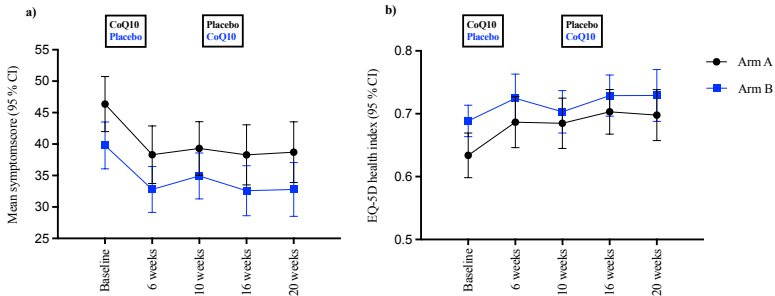 a)
CoQ10
Placebo
Placebo
CoQ10
Mean symptomscore (95 % CI)
55
50
45
40
35
30
25
Baseline
6 weeks
10 weeks
16 weeks
20 weeks
b)
CoQ10
Placebo
Placebo
CoQ10
EQ-5D health index (95 % CI)
0.8
0.7
0.6
0.5
Baseline
6 weeks
10 weeks
16 weeks
20 weeks
Arm A
Arm B